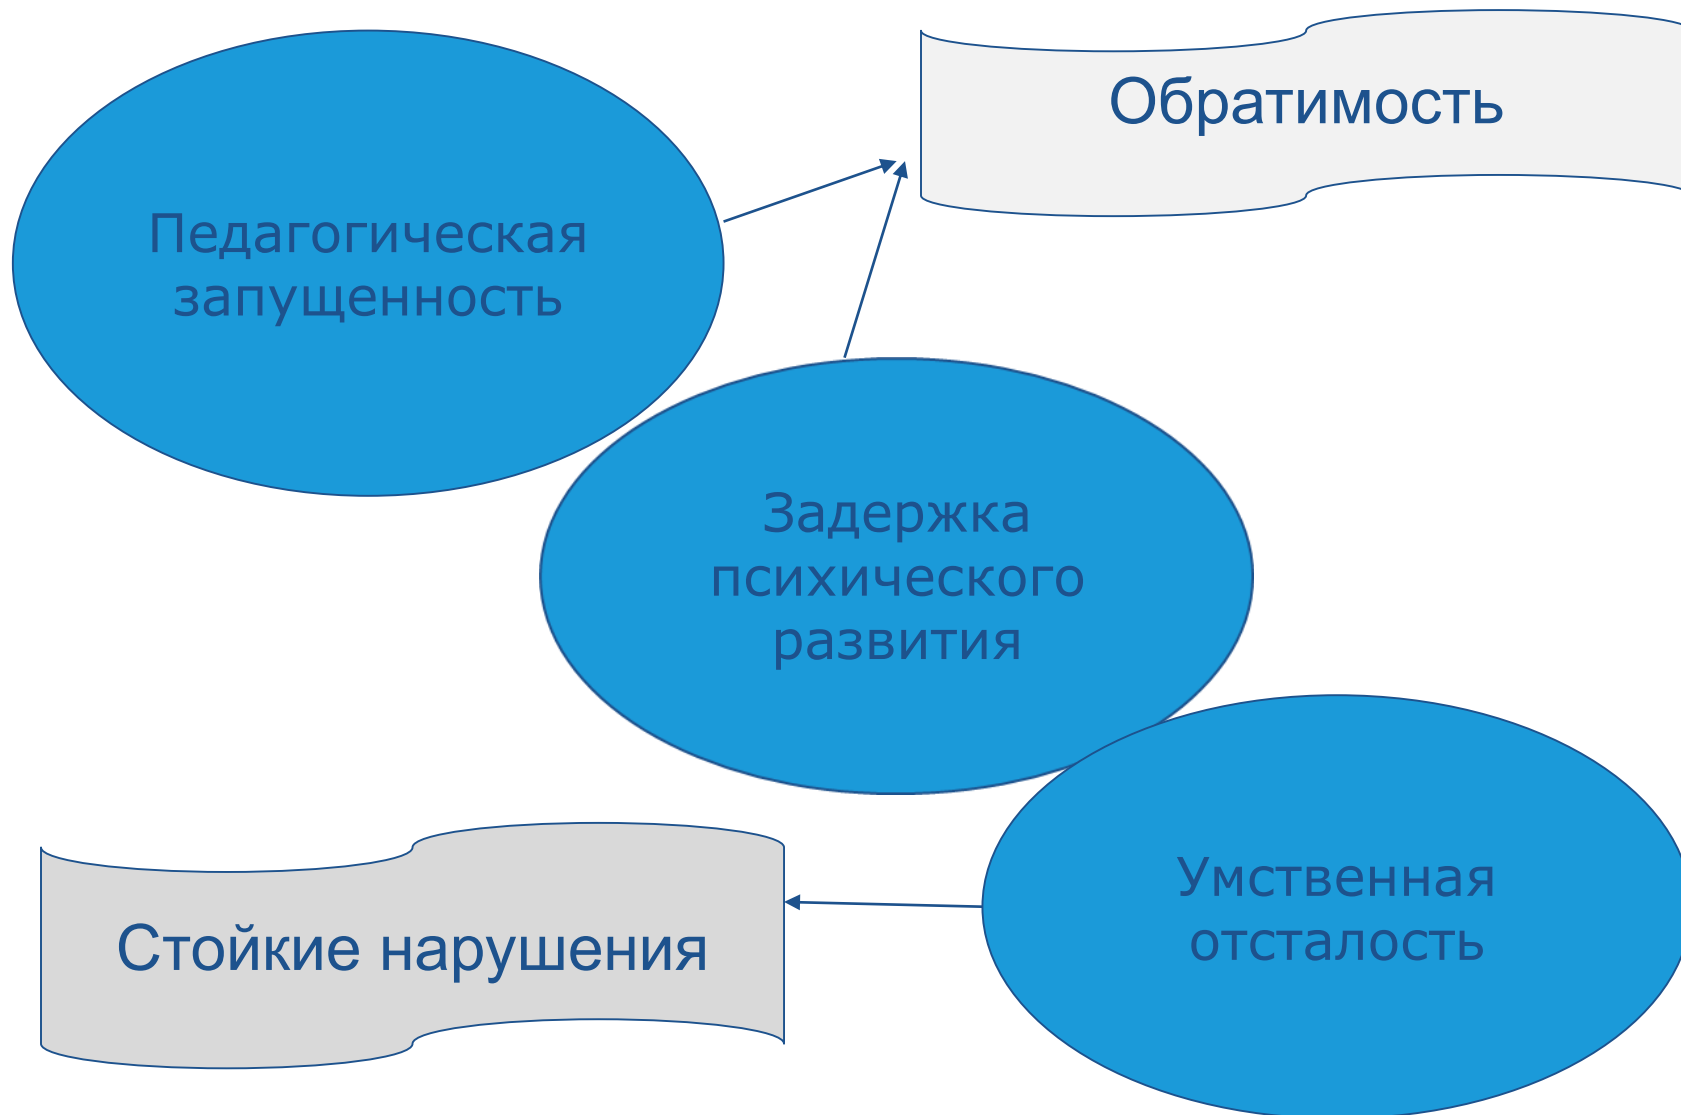 Обратимость
Педагогическая
запущенность
Задержка
психического
развития
Умственная
отсталость
Стойкие нарушения